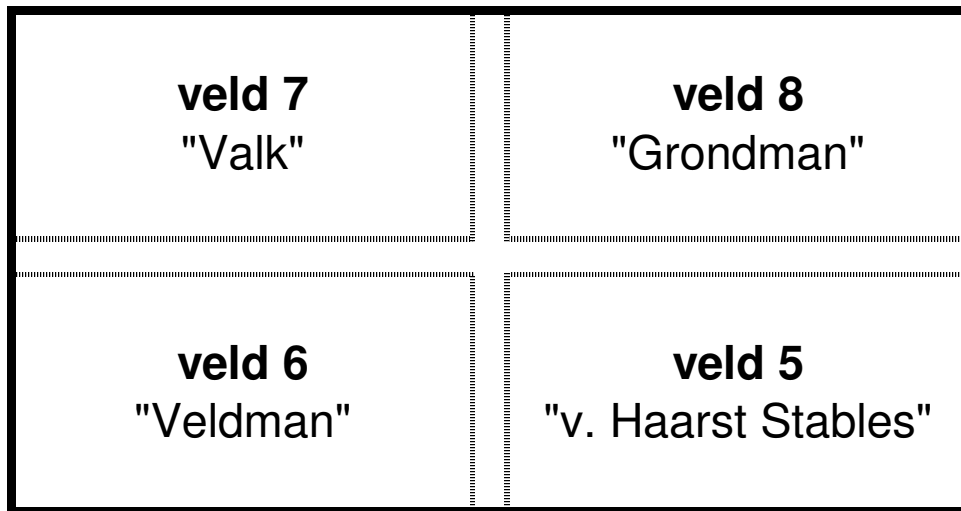 veld 7
"Valk"
veld 8
"Grondman"
veld 6
"Veldman"
veld 5
"v. Haarst Stables"